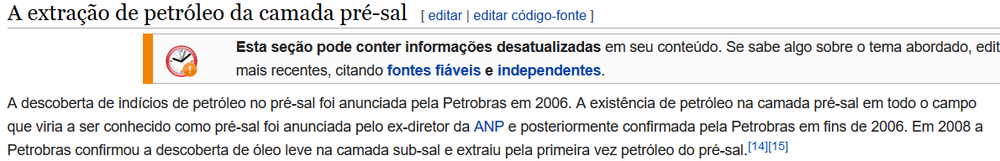 A extração de petróleo da camada pré-sal [ editar | editar código-fonte ]
Esta seção pode conter informações desatualizadas em seu conteúdo. Se sabe algo sobre o tema abordado, edit
mais recentes, citando fontes fiáveis e independentes.
A descoberta de indícios de petróleo no pré-sal foi anunciada pela Petrobras em 2006. A existência de petróleo na camada pré-sal em todo o campo
que viria a ser conhecido como pré-sal foi anunciada pelo ex-diretor da ANP e posteriormente confirmada pela Petrobras em fins de 2006. Em 2008 a
Petrobras confirmou a descoberta de óleo leve na camada sub-sal e extraiu pela primeira vez petróleo do pré-sal.[14][15]